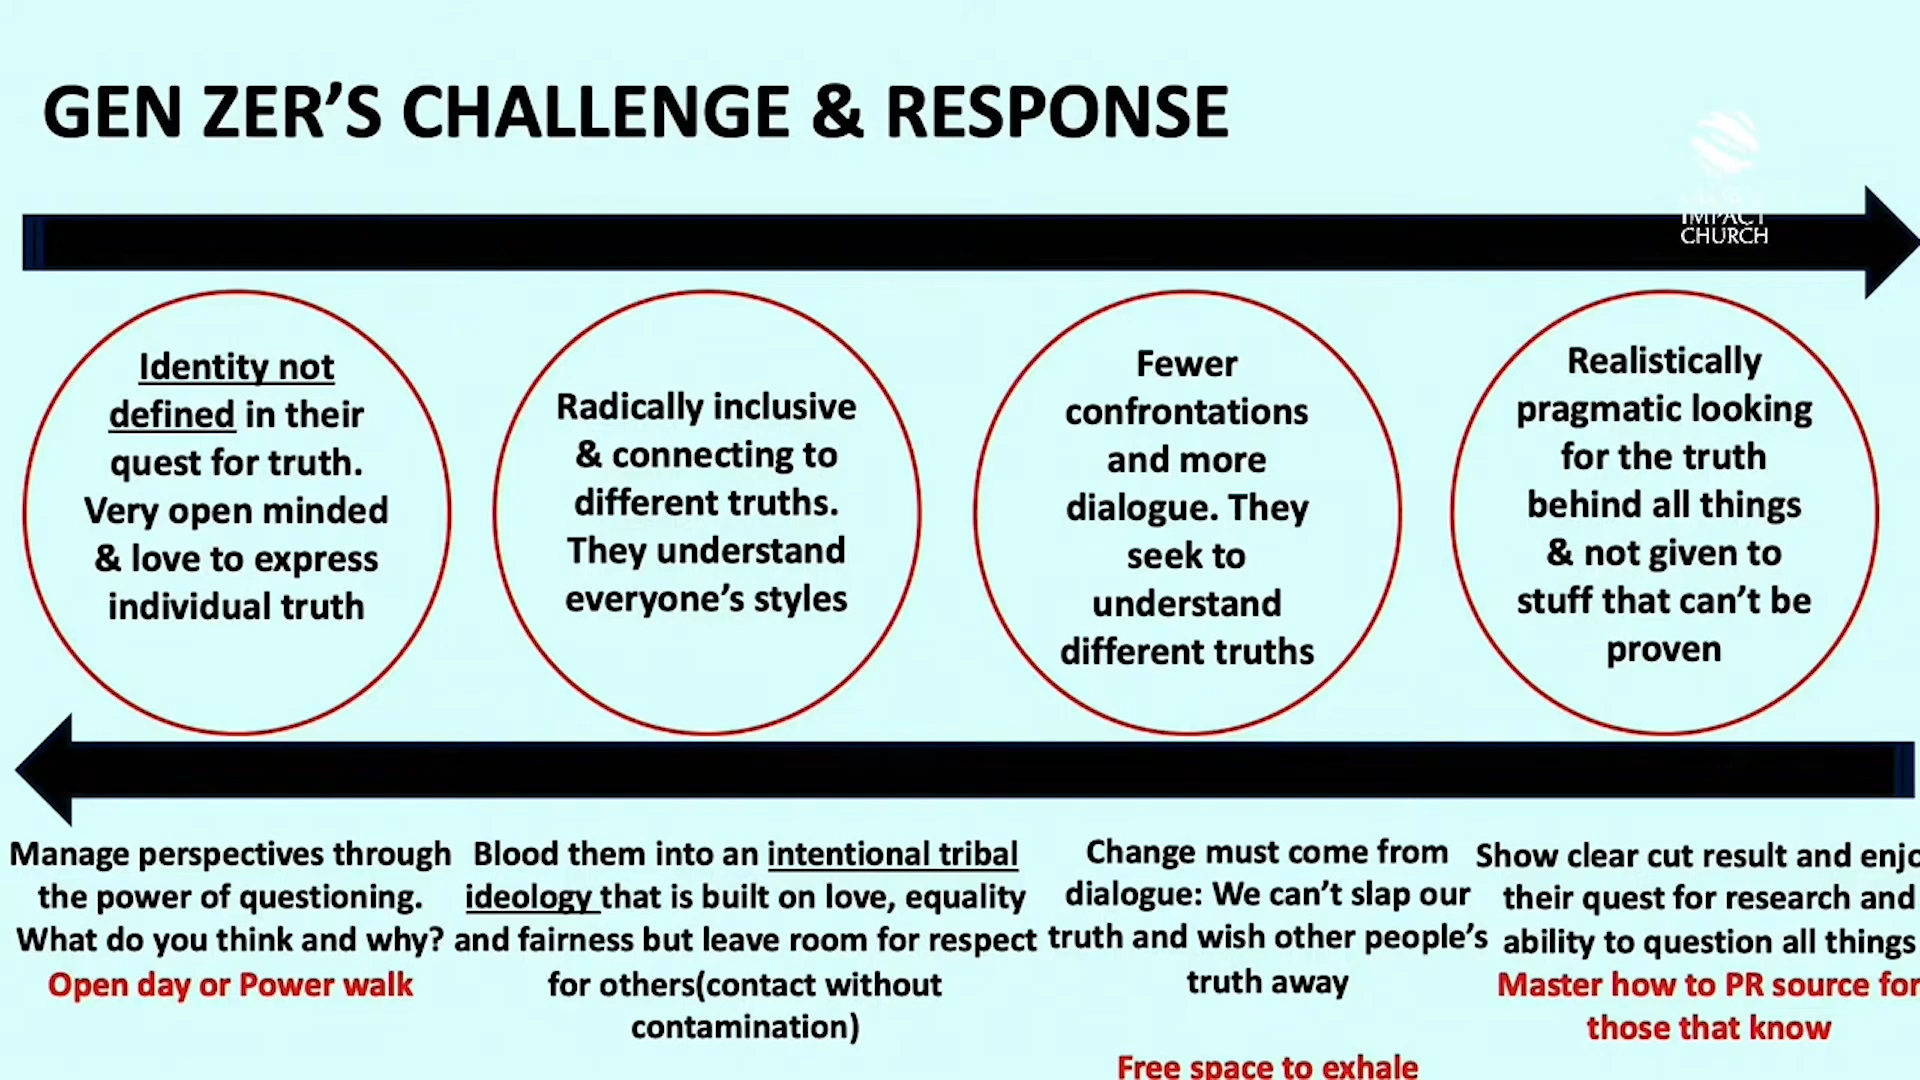 GEN ZER’S CHALLENGE & RESPONSE
IMPACT
CHURCH
Identity not
defined in their
quest for truth.
Very open minded
& love to express
individual truth
Radically inclusive
& connecting to
different truths.
They understand
everyone’s styles
Fewer
confrontations
and more
dialogue. They
seek to
understand
different truths
Realistically
pragmatic looking
for the truth
behind all things
& not given to
stuff that can’t be
proven
Manage perspectives through
the power of questioning.
What do you think and why?
Open day or Power walk
Blood them into an intentional tribal
ideology that is built on love, equality
and fairness but leave room for respect
for others(contact without
contamination)
Change must come from
dialogue: We can’t slap our
truth and wish other people’s
truth away
Free space to exhale
Show clear cut result and enjo
their quest for research and
ability to question all things
Master how to PR source for
those that know